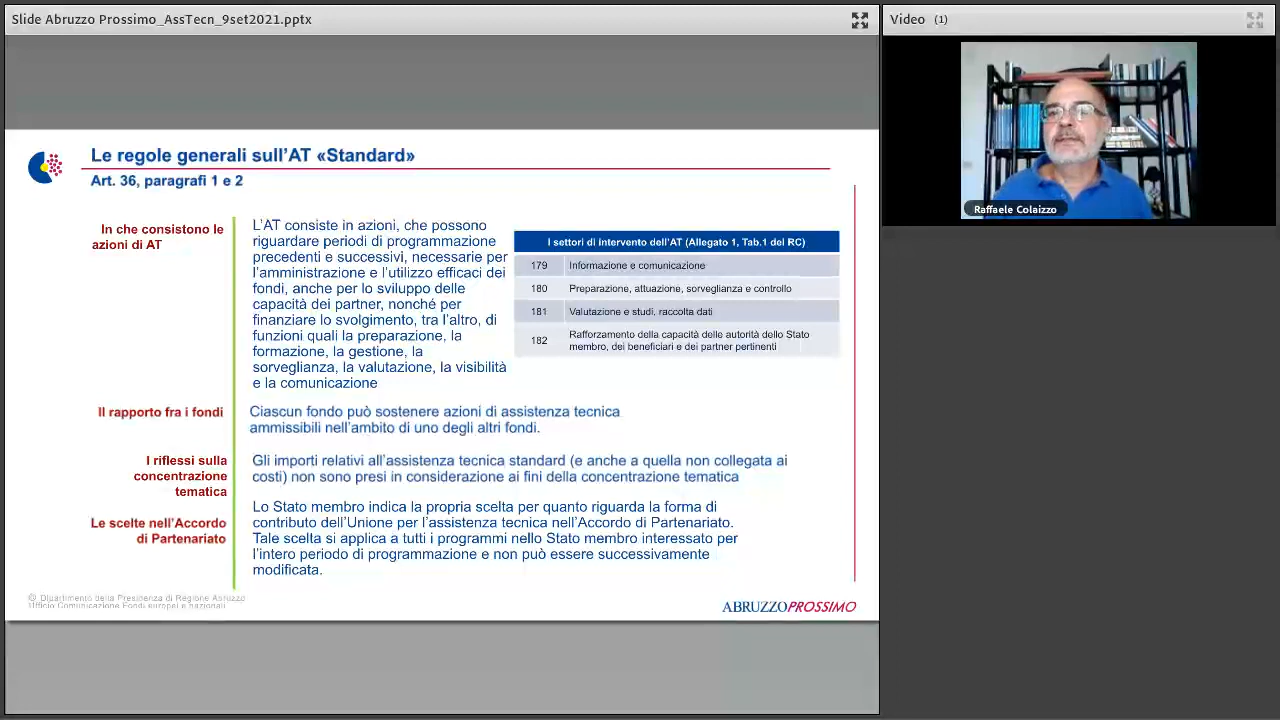 Slide Abruzzo Prossimo_AssTecn_9set2021.pptx
Video (1)
Raffaele Colaizzo
Le regole generali sull'AT «Standard»
Art. 36, paragrafi 1 e 2
In che consistono le
azioni di AT
L'AT consiste in azioni, che possono
riguardare periodi di programmazione
precedenti e successivi, necessarie per
l'amministrazione e l'utilizzo efficaci dei
fondi, anche per lo sviluppo delle
capacità dei partner, nonché per
finanziare lo svolgimento, tra l'altro, di
funzioni quali la preparazione, la
formazione, la gestione, la
sorveglianza, la valutazione, la visibilità
e la comunicazione
I settori di intervento dell'AT (Allegato 1, Tab.1 del RC)
179 Informazione e comunicazione
180 Preparazione, attuazione, sorveglianza e controllo
181 Valutazione e studi, raccolta dati
182 Rafforzamento della capacità delle autorità dello Stato
membro, dei beneficiari e dei partner pertinenti
Il rapporto fra i fondi
Ciascun fondo può sostenere azioni di assistenza tecnica
ammissibili nell'ambito di uno degli altri fondi.
I riflessi sulla
concentrazione
tematica
Gli importi relativi all'assistenza tecnica standard (e anche a quella non collegata ai
costi) non sono presi in considerazione ai fini della concentrazione tematica
Le scelte nell'Accordo
di Partenariato
Lo Stato membro indica la propria scelta per quanto riguarda la forma di
contributo dell'Unione per l'assistenza tecnica nell'Accordo di Partenariato.
Tale scelta si applica a tutti i programmi nello Stato membro interessato per
l'intero periodo di programmazione e non può essere successivamente
modificata.
© Dipartimento della Presidenza di Regione Abruzzo
Ufficio Comunicazione Fondi europei e nazionali
ABRUZZOPROSSIMO